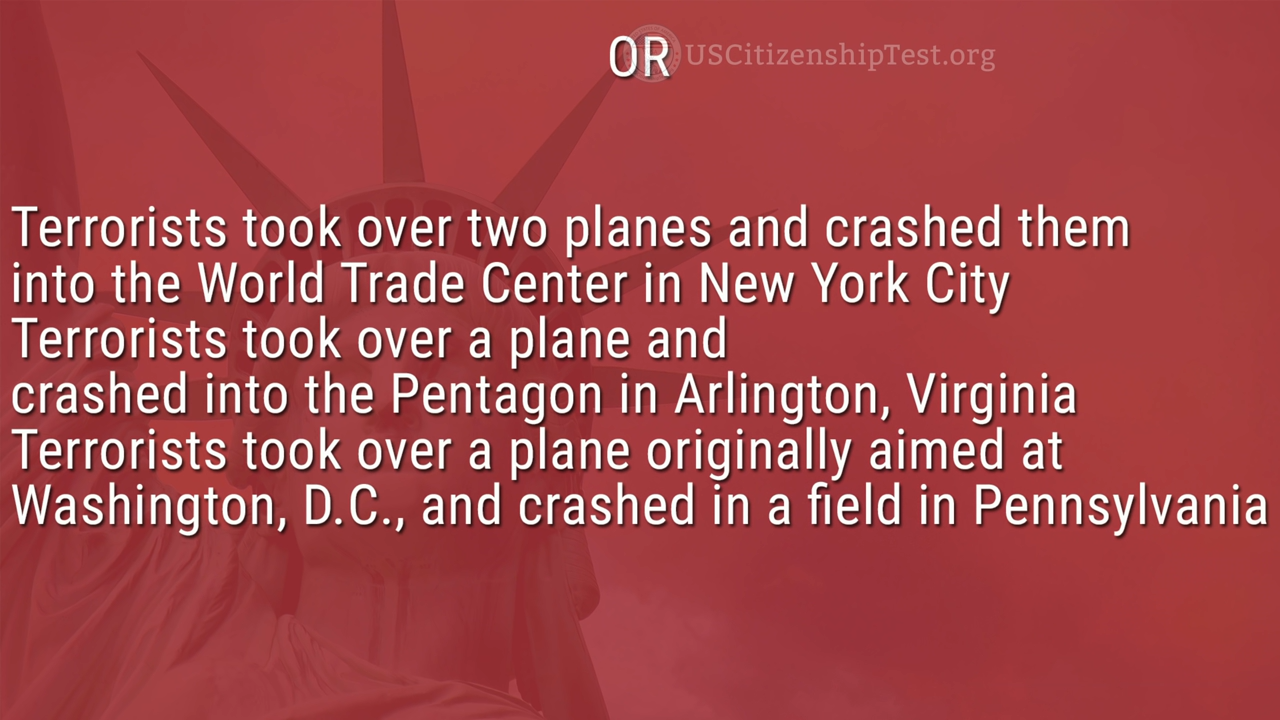 OR
USCitizenshipTest.org
Terrorists took over two planes and crashed them
into the World Trade Center in New York City
Terrorists took over a plane and
crashed into the Pentagon in Arlington, Virginia
Terrorists took over a plane originally aimed at
Washington, D.C., and crashed in a field in Pennsylvania